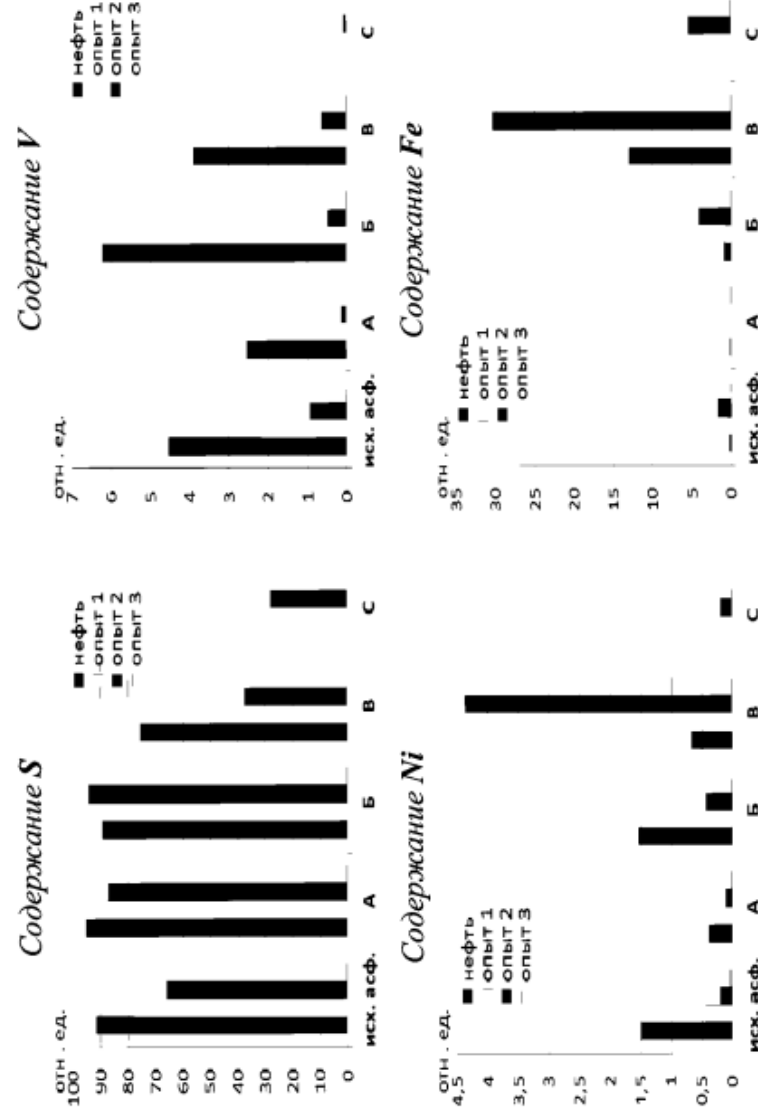 Содержание S
отн. ед.
100
90
80
70
60
50
40
30
20
10
0
нефть
опыт 1
опыт 2
опыт 3
исх. асф. А Б В С
Содержание V
отн. ед.
7
6
5
4
3
2
1
0
нефть
опыт 1
опыт 2
опыт 3
исх. асф. А Б В С
Содержание Ni
отн. ед.
4,5
4
3,5
3
2,5
2
1,5
1
0,5
0
нефть
опыт 1
опыт 2
опыт 3
исх. асф. А Б В С
Содержание Fe
отн. ед.
35
30
25
20
15
10
5
0
нефть
опыт 1
опыт 2
опыт 3
исх. асф. А Б В С